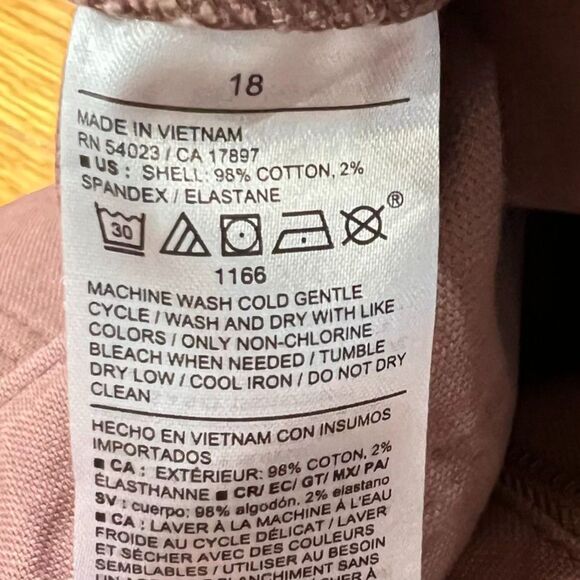 18
MADE IN VIETNAM
RN 54023 / CA 17897
■ US : SHELL: 98% COTTON, 2%
SPANDEX / ELASTANE
30 ®
1166
MACHINE WASH COLD GENTLE
CYCLE / WASH AND DRY WITH LIKE
COLORS / ONLY NON-CHLORINE
BLEACH WHEN NEEDED / TUMBLE
DRY LOW / COOL IRON / DO NOT DRY
CLEAN
HECHO EN VIETNAM CON INSUMOS
IMPORTADOS
■ CA : EXTÉRIEUR: 98% COTON, 2%
ÉLASTHANNE ■ CR/ EC/ GT/ MX/ PA/
SV : cuerpo: 98% algodón, 2% elastano
■ CA : LAVER À LA MACHINE À L'EAU
FROIDE AU CYCLE DÉLICAT / LAVER
ET SÉCHER AVEC DES COULEURS
SEMBLABLES / UTILISER AU BESOIN
BLANCHISSANT SANS